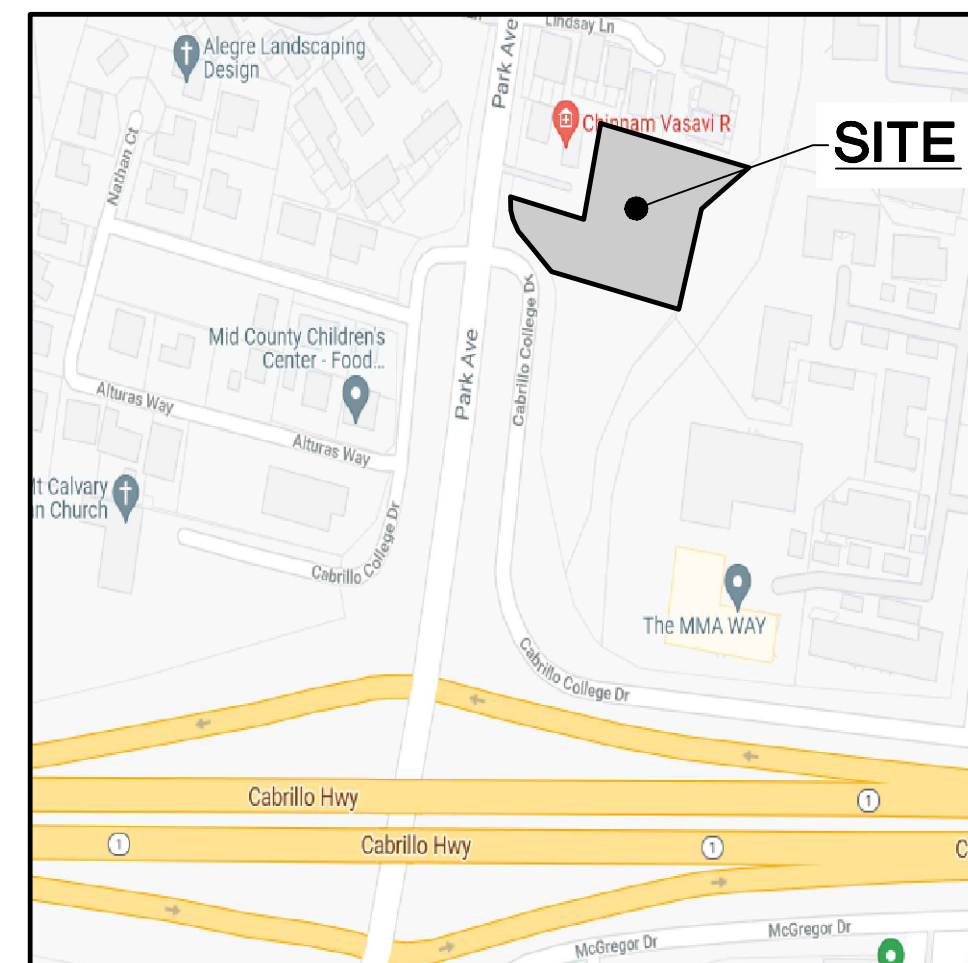 Lindsay Ln
Alegre Landscaping
Design
Park Ave
Chinnam Vasavi R
SITE
Nathan Ct
Cabrillo College Dr
Mid County Children's
Center - Food...
Park Ave
Alturas Way
Alturas Way
Mt Calvary
an Church
Cabrillo College Dr
The MMA WAY
Cabrillo College Dr
Cabrillo Hwy
1
1
Cabrillo Hwy
1
C
McGregor Dr
McGregor Dr